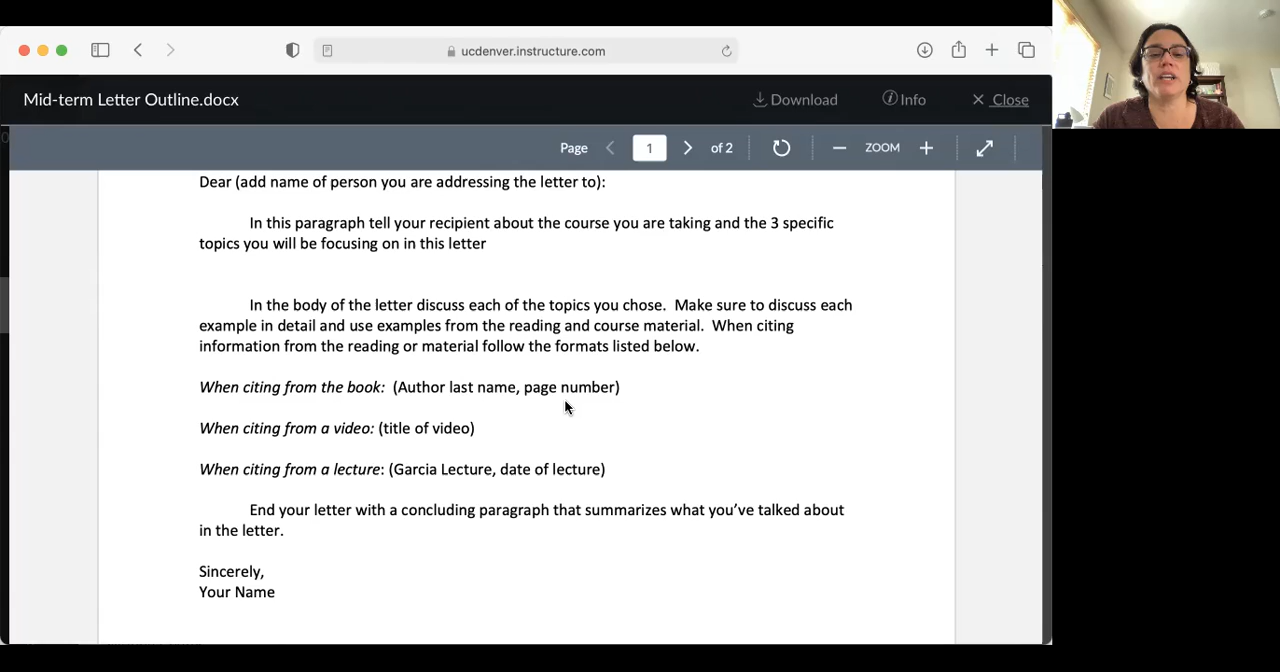 ucdenver.instructure.com
Mid-term Letter Outline.docx
Download
Info
Close
Page
1
of 2
ZOOM
Dear (add name of person you are addressing the letter to):
In this paragraph tell your recipient about the course you are taking and the 3 specific
topics you will be focusing on in this letter
In the body of the letter discuss each of the topics you chose.  Make sure to discuss each
example in detail and use examples from the reading and course material.  When citing
information from the reading or material follow the formats listed below.
When citing from the book:  (Author last name, page number)
When citing from a video: (title of video)
When citing from a lecture: (Garcia Lecture, date of lecture)
End your letter with a concluding paragraph that summarizes what you’ve talked about
in the letter.
Sincerely,
Your Name